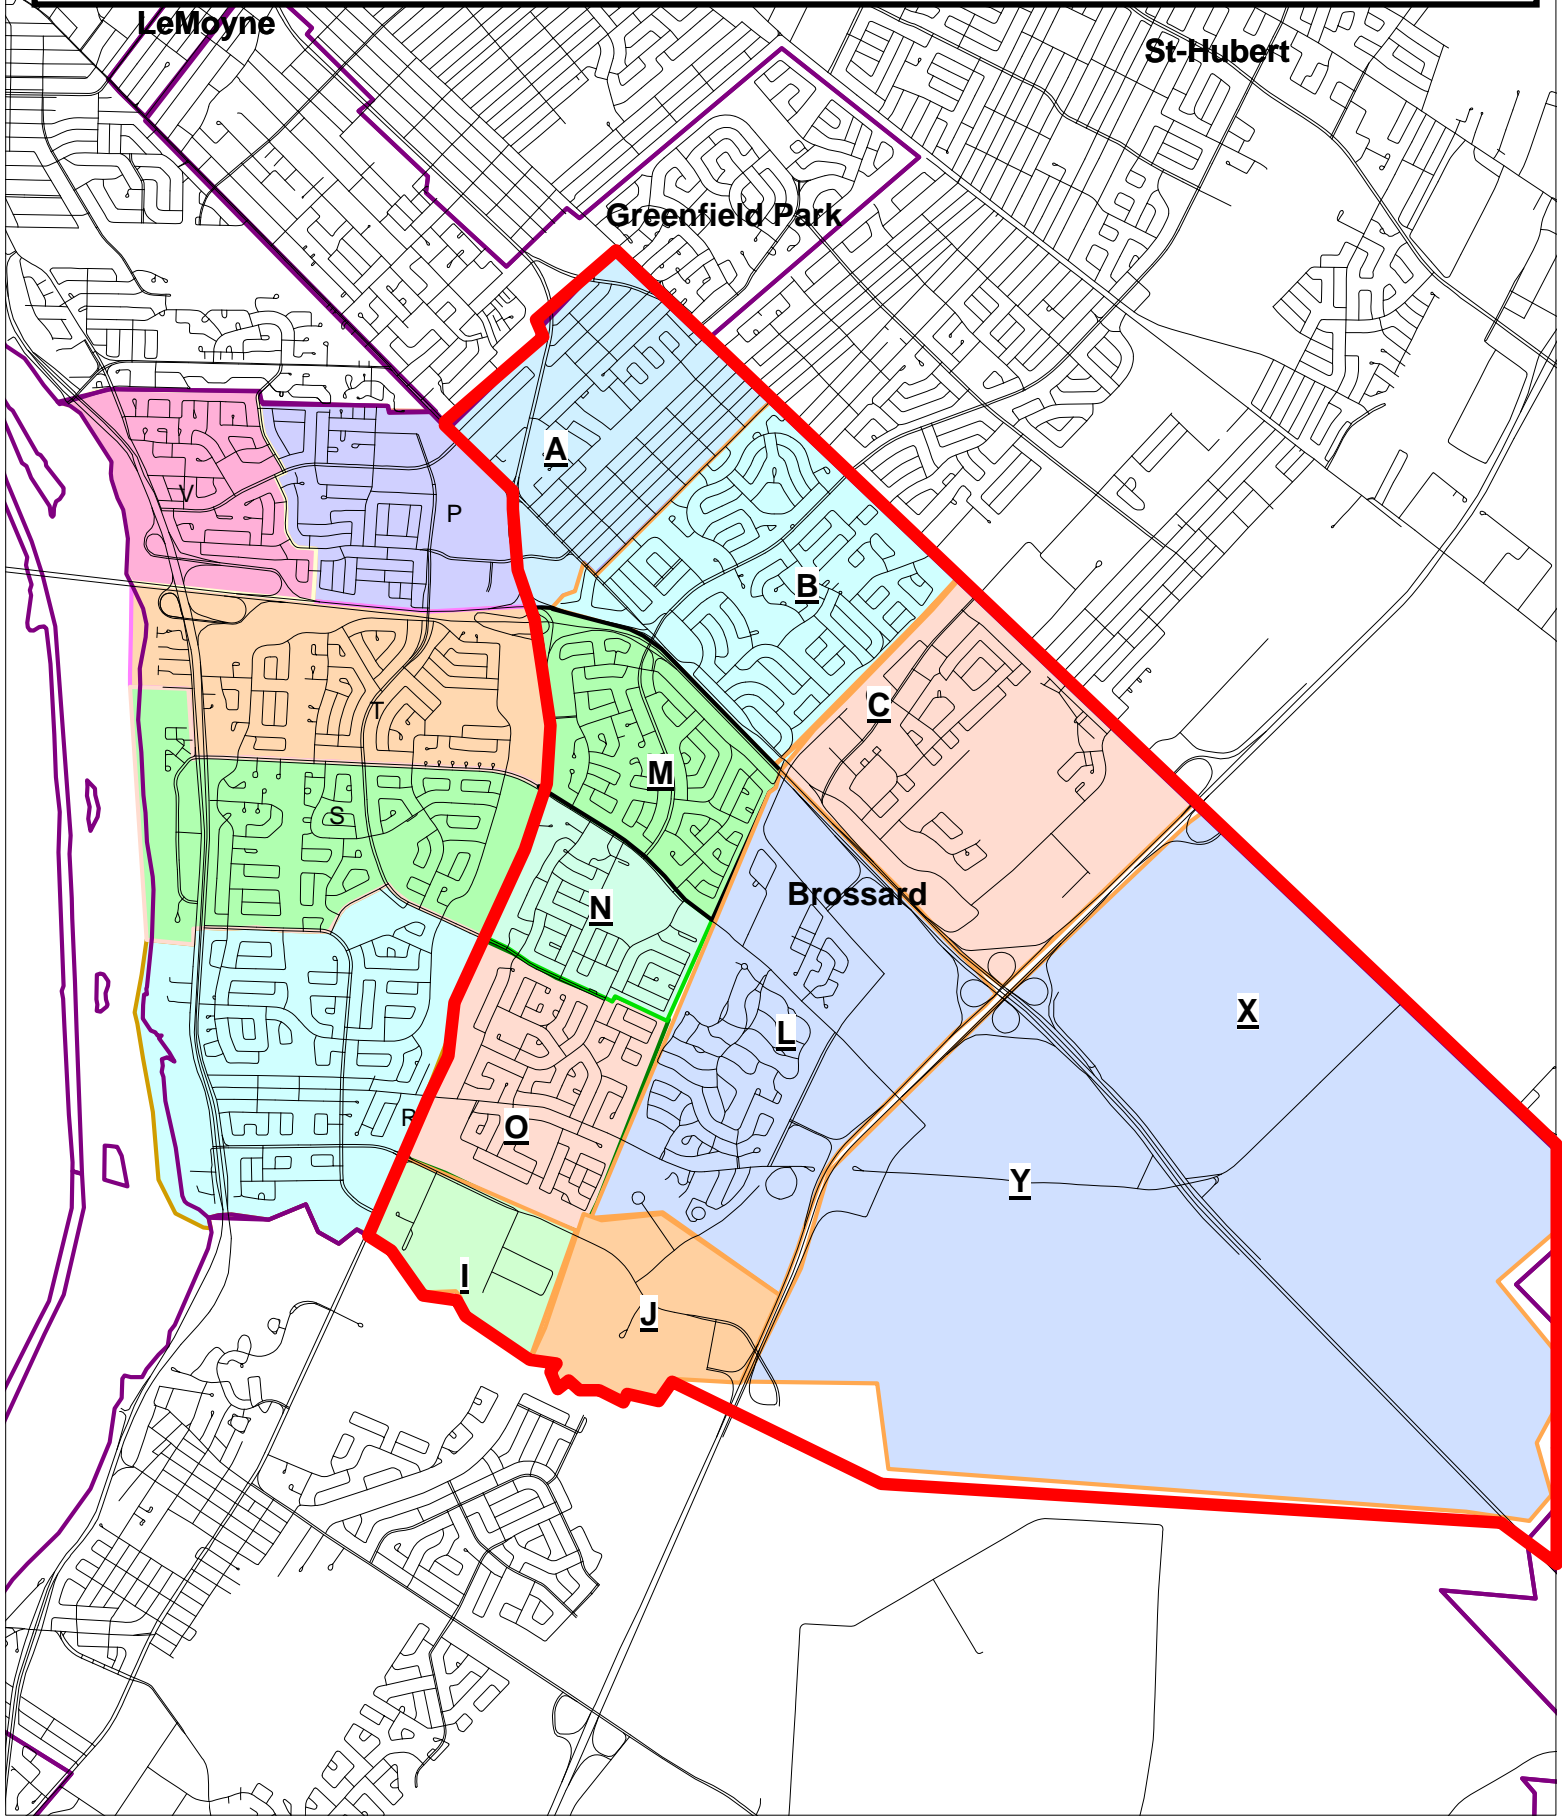 LeMoyne
St-Hubert
Greenfield Park
A
V
P
B
C
T
M
S
Brossard
N
X
L
R
O
Y
I
J